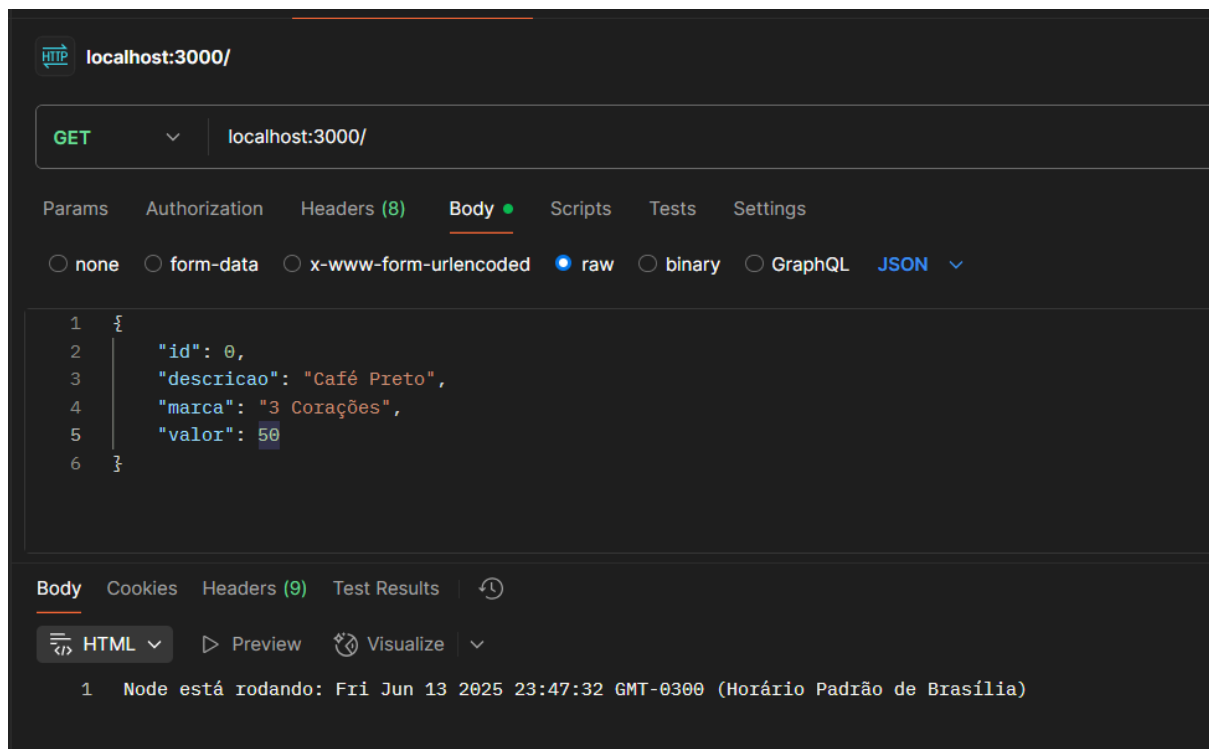 HTTP localhost:3000/
GET localhost:3000/
Params Authorization Headers (8) Body Scripts Tests Settings
none form-data x-www-form-urlencoded raw binary GraphQL JSON
1 {
2 "id": 0,
3 "descricao": "Café Preto",
4 "marca": "3 Corações",
5 "valor": 50
6 }
Body Cookies Headers (9) Test Results
HTML Preview Visualize
1 Node está rodando: Fri Jun 13 2025 23:47:32 GMT-0300 (Horário Padrão de Brasília)